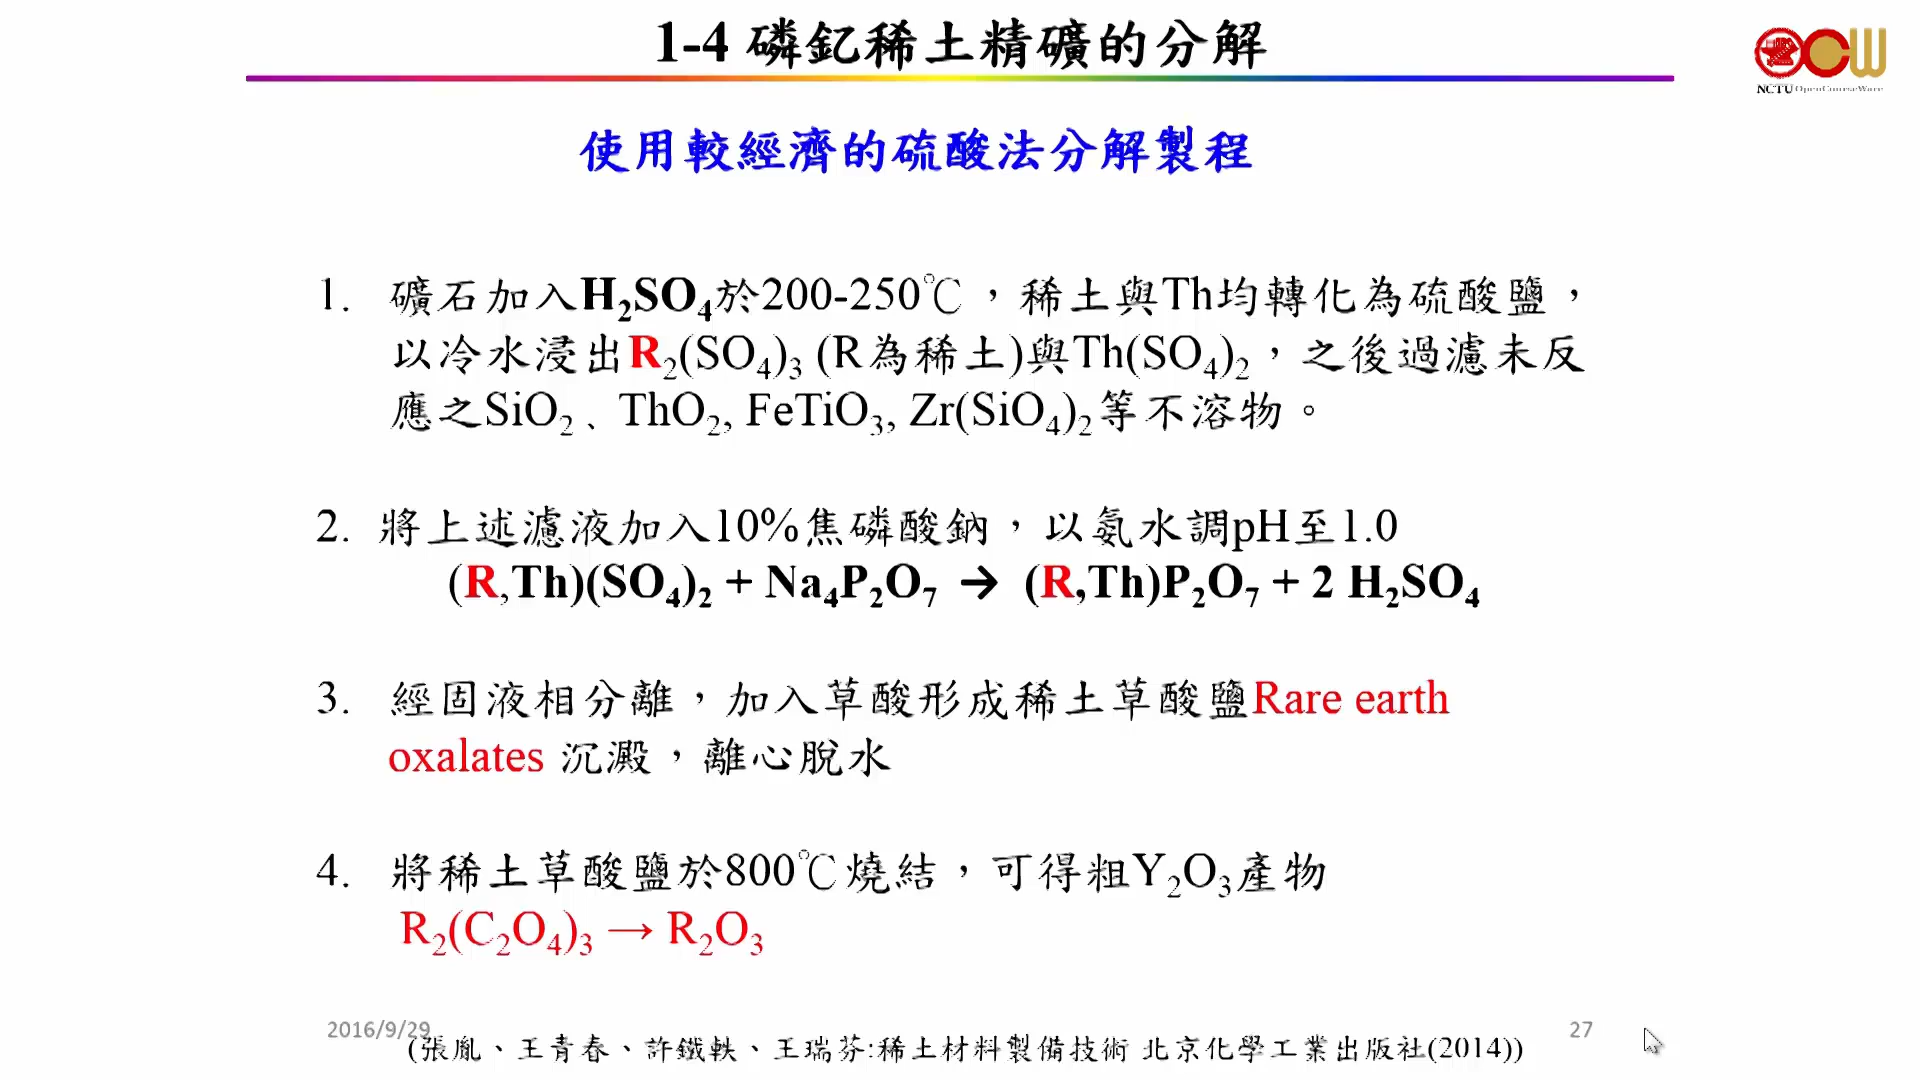 1-4 磷釔稀土精礦的分解
NCTU OpenCourseWare
使用較經濟的硫酸法分解製程
1. 礦石加入H₂SO₄於200-250℃，稀土與Th均轉化為硫酸鹽，
以冷水浸出R₂(SO₄)₃ (R為稀土)與Th(SO₄)₂，之後過濾未反
應之SiO₂、ThO₂, FeTiO₃, Zr(SiO₄)₂等不溶物。
2. 將上述濾液加入10%焦磷酸鈉，以氨水調pH至1.0
(R,Th)(SO₄)₂ + Na₄P₂O₇ → (R,Th)P₂O₇ + 2 H₂SO₄
3. 經固液相分離，加入草酸形成稀土草酸鹽Rare earth
oxalates 沉澱，離心脫水
4. 將稀土草酸鹽於800℃燒結，可得粗Y₂O₃產物
R₂(C₂O₄)₃ → R₂O₃
2016/9/29
27
(張胤、王青春、許鐵軼、王瑞芬:稀土材料製備技術 北京化學工業出版社(2014))